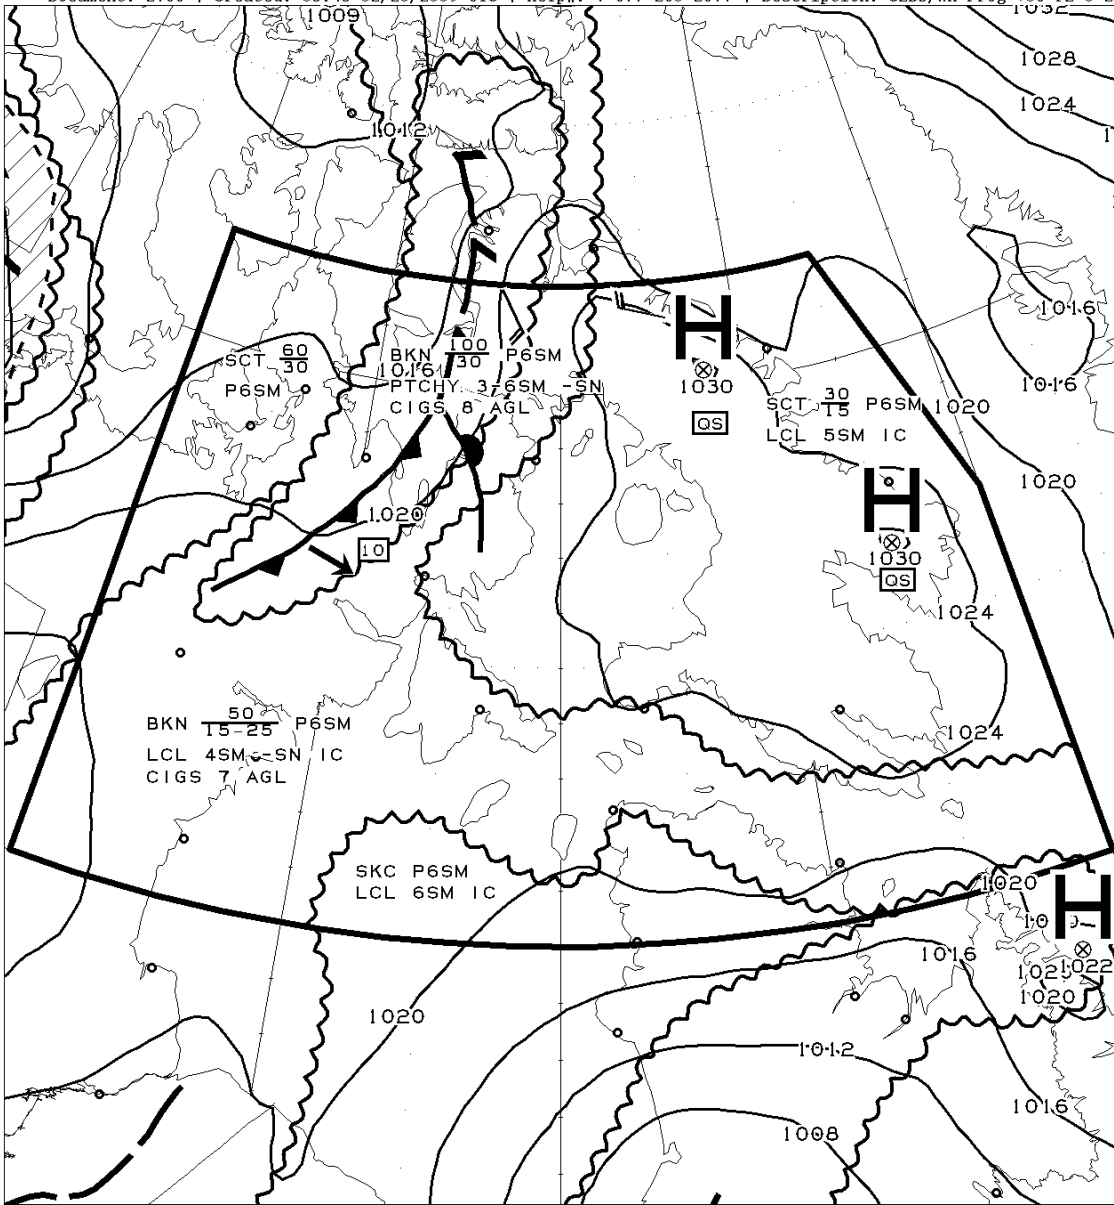 1009
1032
1028
1024
1012
1016
H
1030
QS
SCT 60/30
P6SM
BKN 100/30 P6SM
1016
PTCHY 3-6SM -SN
CIGS 8 AGL
1016
SCT 30/15 P6SM
LCL 5SM IC
1020
1020
H
1030
QS
1020
10
1024
1024
BKN 50/15-25 P6SM
LCL 4SM -SN IC
CIGS 7 AGL
SKC P6SM
LCL 6SM IC
1020
H
1022
1020
1016
1020
1012
1016
1008